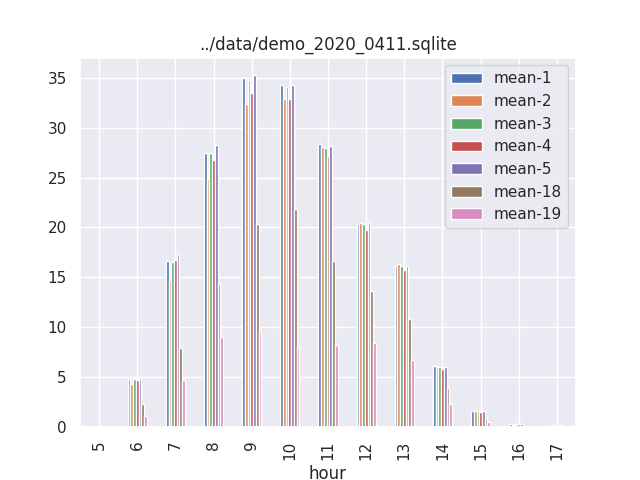 ../data/demo_2020_0411.sqlite
35
30
25
20
15
10
5
0
mean-1
mean-2
mean-3
mean-4
mean-5
mean-18
mean-19
5 6 7 8 9 10 11 12 13 14 15 16 17
hour